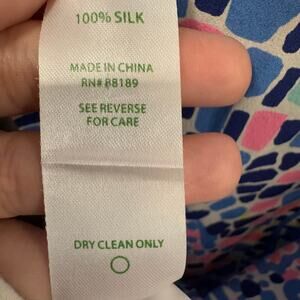 100% SILK
MADE IN CHINA
RN# 88189
SEE REVERSE
FOR CARE
DRY CLEAN ONLY